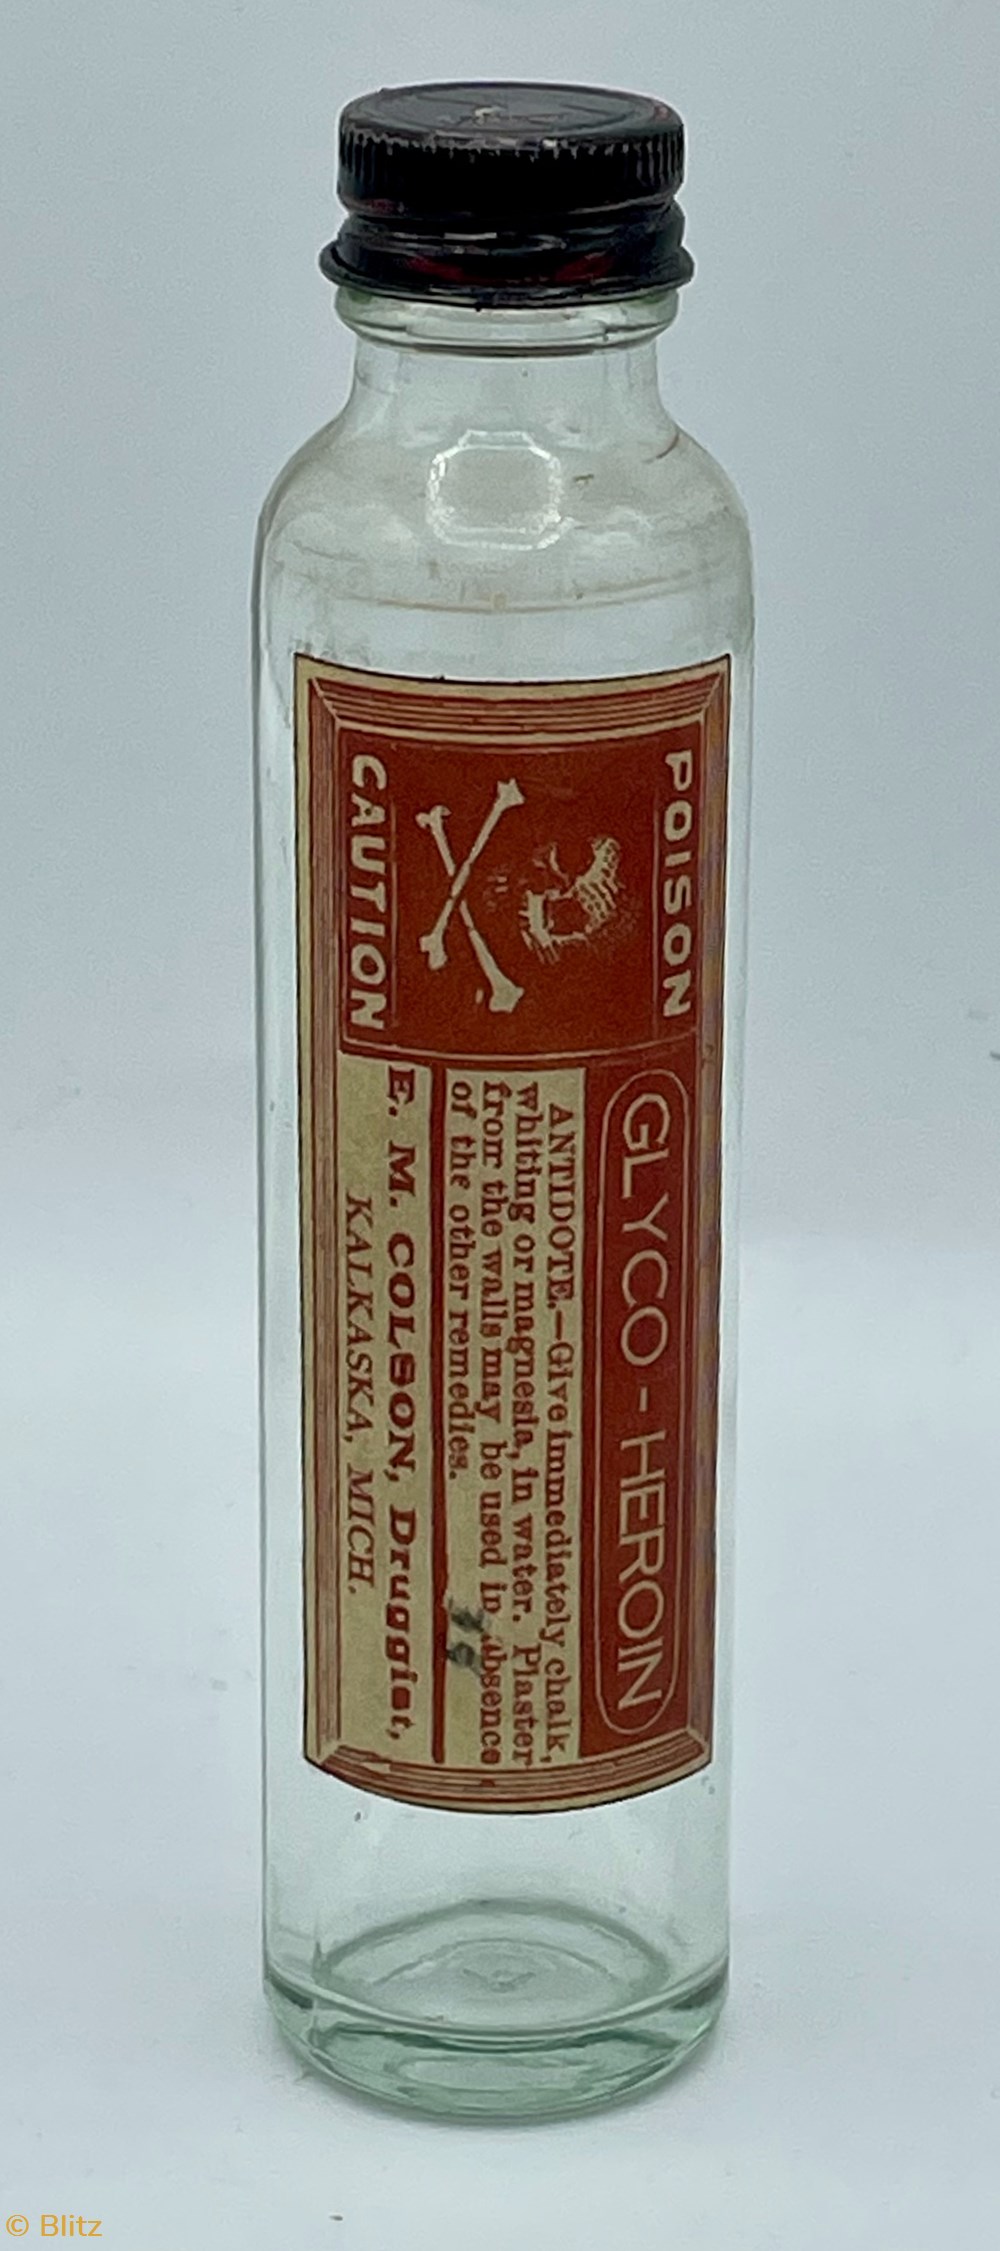 POISON
CAUTION
GLYCO-HEROIN
ANTIDOTE.—Give immediately chalk,
whiting or magnesia, in water. Plaster
from the walls may be used in absence
of the other remedies.
E. M. COLSON, Druggist,
KALKASKA, MICH.
© Blitz